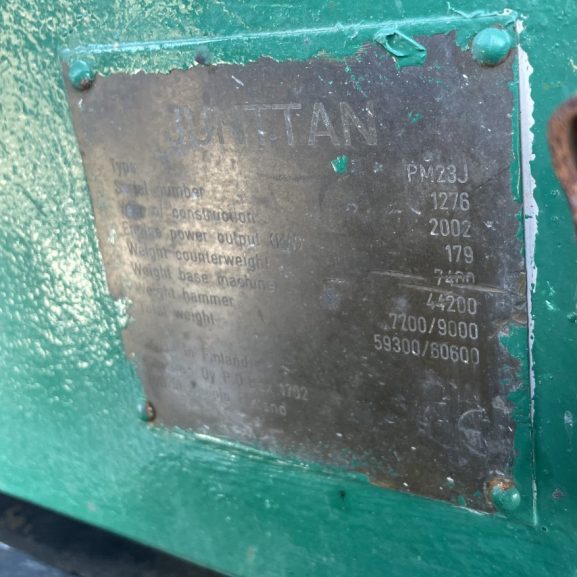 JUNTTAN
Type PM23J
Serial number 1276
Year of construction 2002
Engine power output (kW) 179
Weight counterweight 7400
Weight base machine 44200
Weight hammer 7200/9000
Total weight 59300/60600
in Finland
Oy P.O.Box 1702